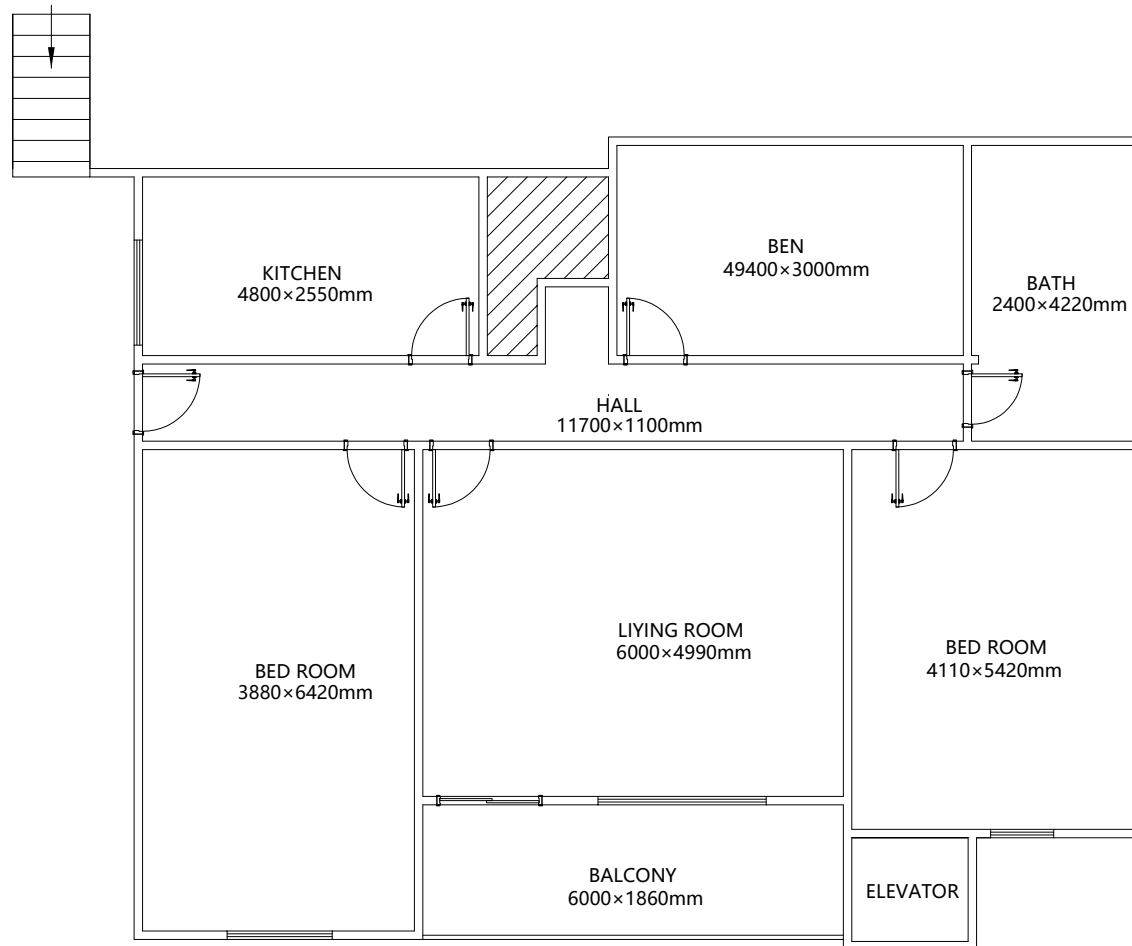 BEN
49400×3000mm
KITCHEN
4800×2550mm
BATH
2400×4220mm
HALL
11700×1100mm
LIYING ROOM
6000×4990mm
BED ROOM
3880×6420mm
BED ROOM
4110×5420mm
BALCONY
6000×1860mm
ELEVATOR